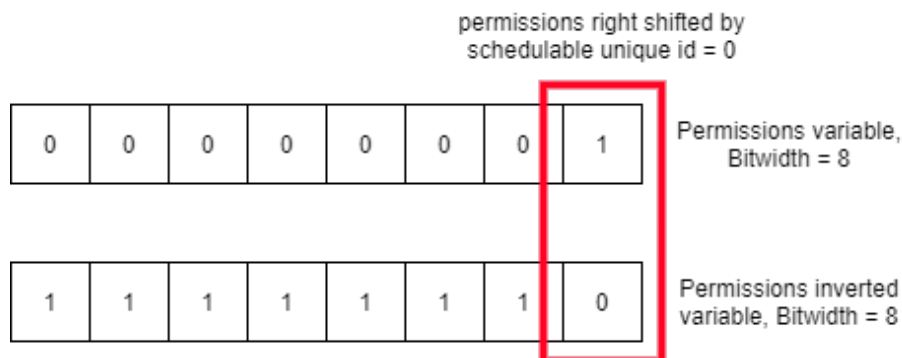 permissions right shifted by
schedulable unique id = 0
0 0 0 0 0 0 0 1
Permissions variable,
Bitwidth = 8
1 1 1 1 1 1 1 0
Permissions inverted
variable, Bitwidth = 8